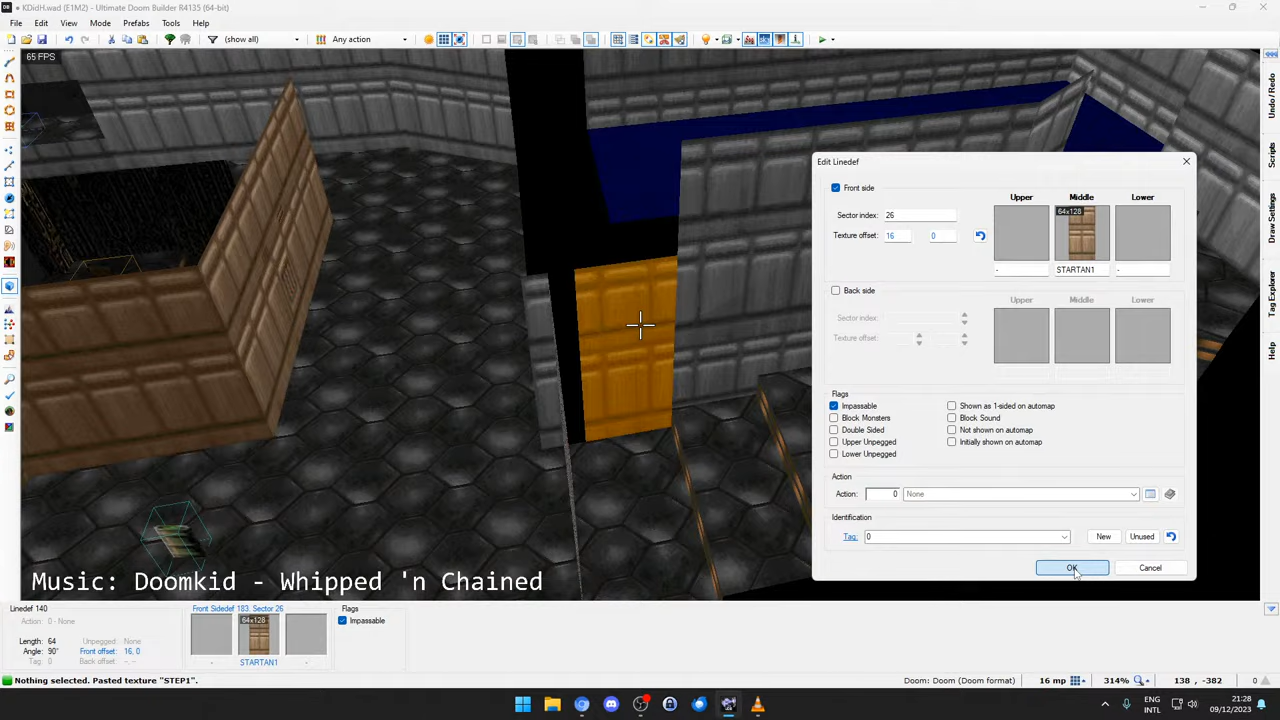 KDidH.wad (E1M2) - Ultimate Doom Builder R4135 (64-bit)
File Edit View Mode Prefabs Tools Help
(show all) Any action
65 FPS
Undo / Redo
Scripts
Draw Settings
Tag Explorer
Help
Edit Linedef
Front side
Upper Middle Lower
Sector index: 26
64x128
Texture offset: 16 0
- STARTAN1 -
Back side
Upper Middle Lower
Sector index:
Texture offset:
Flags
Impassable Shown as 1-sided on automap
Block Monsters Block Sound
Double Sided Not shown on automap
Upper Unpegged Initially shown on automap
Lower Unpegged
Action
Action: 0 None
Identification
Tag: 0 New Unused
OK Cancel
Music: Doomkid - Whipped 'n Chained
Linedef 140 Front Sidedef 183. Sector 26 Flags
Action: 0 - None 64x128 Impassable
Length: 64 Unpegged: None
Angle: 90° Front offset: 16, 0
Tag: 0 Back offset: --, --
- STARTAN1 -
Nothing selected. Pasted texture "STEP1". Doom: Doom (Doom format) 16 mp 314% 138 , -382 0
ENG
INTL
21:28
09/12/2023